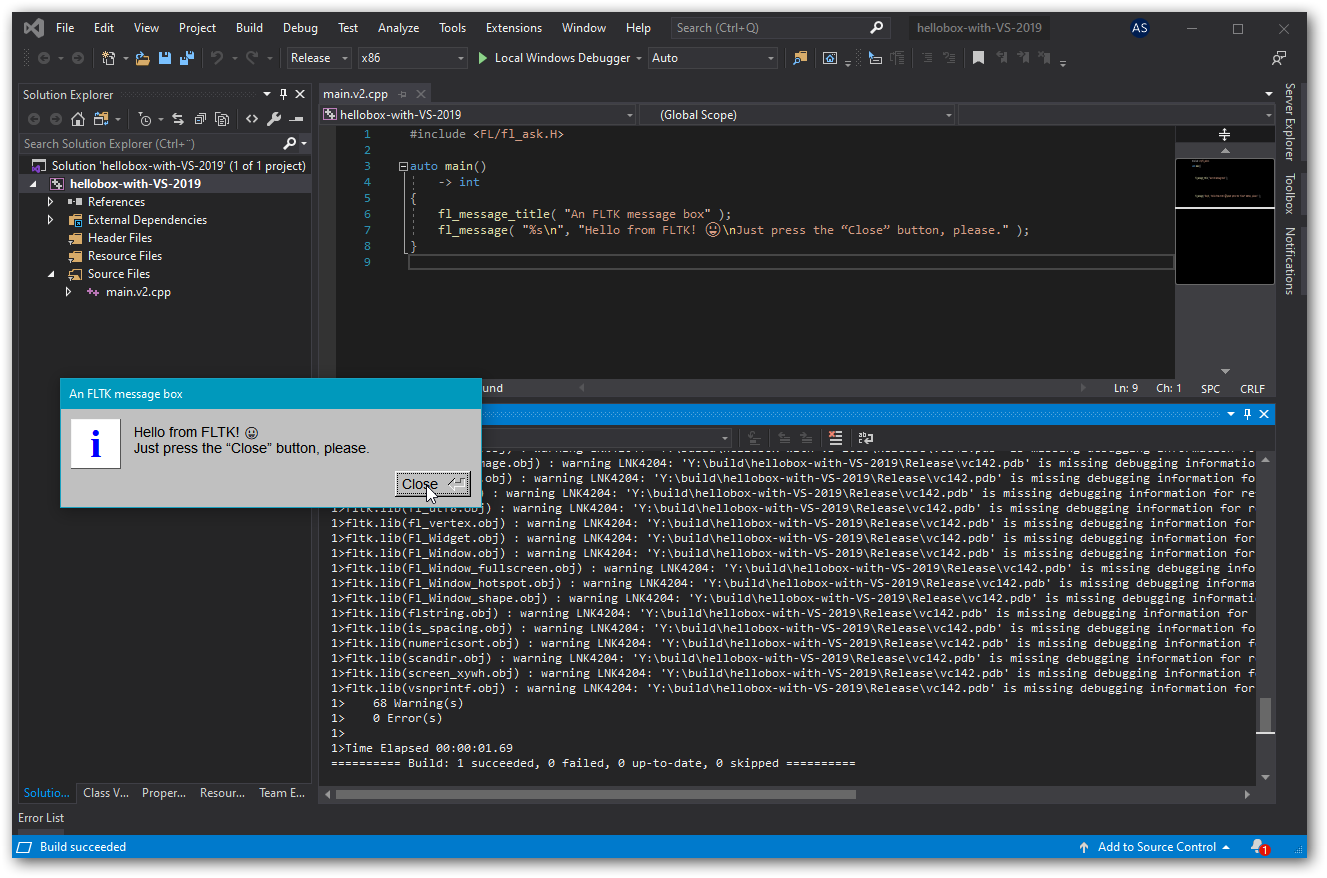 File Edit View Project Build Debug Test Analyze Tools Extensions Window Help Search (Ctrl+Q) hellobox-with-VS-2019 AS
Release x86 Local Windows Debugger Auto
Solution Explorer
Search Solution Explorer (Ctrl+¨)
Solution 'hellobox-with-VS-2019' (1 of 1 project)
hellobox-with-VS-2019
References
External Dependencies
Header Files
Resource Files
Source Files
main.v2.cpp
main.v2.cpp
hellobox-with-VS-2019 (Global Scope)
1 #include <FL/fl_ask.H>
2
3 auto main()
4 -> int
5 {
6 fl_message_title( "An FLTK message box" );
7 fl_message( "%s\n", "Hello from FLTK! 😀\nJust press the “Close” button, please." );
8 }
9
Server Explorer
Toolbox
Notifications
Ln: 9 Ch: 1 SPC CRLF
An FLTK message box
i
Hello from FLTK! 😀
Just press the “Close” button, please.
Close
.obj) : warning LNK4204: 'Y:\build\hellobox-with-VS-2019\Release\vc142.pdb' is missing debugging informatio
.obj) : warning LNK4204: 'Y:\build\hellobox-with-VS-2019\Release\vc142.pdb' is missing debugging information fo
) : warning LNK4204: 'Y:\build\hellobox-with-VS-2019\Release\vc142.pdb' is missing debugging information for re
1>fltk.lib(fl_utf8.obj) : warning LNK4204: 'Y:\build\hellobox-with-VS-2019\Release\vc142.pdb' is missing debugging information for r
1>fltk.lib(fl_vertex.obj) : warning LNK4204: 'Y:\build\hellobox-with-VS-2019\Release\vc142.pdb' is missing debugging information for
1>fltk.lib(Fl_Widget.obj) : warning LNK4204: 'Y:\build\hellobox-with-VS-2019\Release\vc142.pdb' is missing debugging information for
1>fltk.lib(Fl_Window.obj) : warning LNK4204: 'Y:\build\hellobox-with-VS-2019\Release\vc142.pdb' is missing debugging information for
1>fltk.lib(Fl_Window_fullscreen.obj) : warning LNK4204: 'Y:\build\hellobox-with-VS-2019\Release\vc142.pdb' is missing debugging info
1>fltk.lib(Fl_Window_hotspot.obj) : warning LNK4204: 'Y:\build\hellobox-with-VS-2019\Release\vc142.pdb' is missing debugging informa
1>fltk.lib(Fl_Window_shape.obj) : warning LNK4204: 'Y:\build\hellobox-with-VS-2019\Release\vc142.pdb' is missing debugging informati
1>fltk.lib(flstring.obj) : warning LNK4204: 'Y:\build\hellobox-with-VS-2019\Release\vc142.pdb' is missing debugging information for
1>fltk.lib(is_spacing.obj) : warning LNK4204: 'Y:\build\hellobox-with-VS-2019\Release\vc142.pdb' is missing debugging information fo
1>fltk.lib(numericsort.obj) : warning LNK4204: 'Y:\build\hellobox-with-VS-2019\Release\vc142.pdb' is missing debugging information f
1>fltk.lib(scandir.obj) : warning LNK4204: 'Y:\build\hellobox-with-VS-2019\Release\vc142.pdb' is missing debugging information for r
1>fltk.lib(screen_xywh.obj) : warning LNK4204: 'Y:\build\hellobox-with-VS-2019\Release\vc142.pdb' is missing debugging information f
1>fltk.lib(vsnprintf.obj) : warning LNK4204: 'Y:\build\hellobox-with-VS-2019\Release\vc142.pdb' is missing debugging information for
1> 68 Warning(s)
1> 0 Error(s)
1>
1>Time Elapsed 00:00:01.69
========== Build: 1 succeeded, 0 failed, 0 up-to-date, 0 skipped ==========
Solutio... Class V... Proper... Resour... Team E...
Error List
Build succeeded Add to Source Control 1